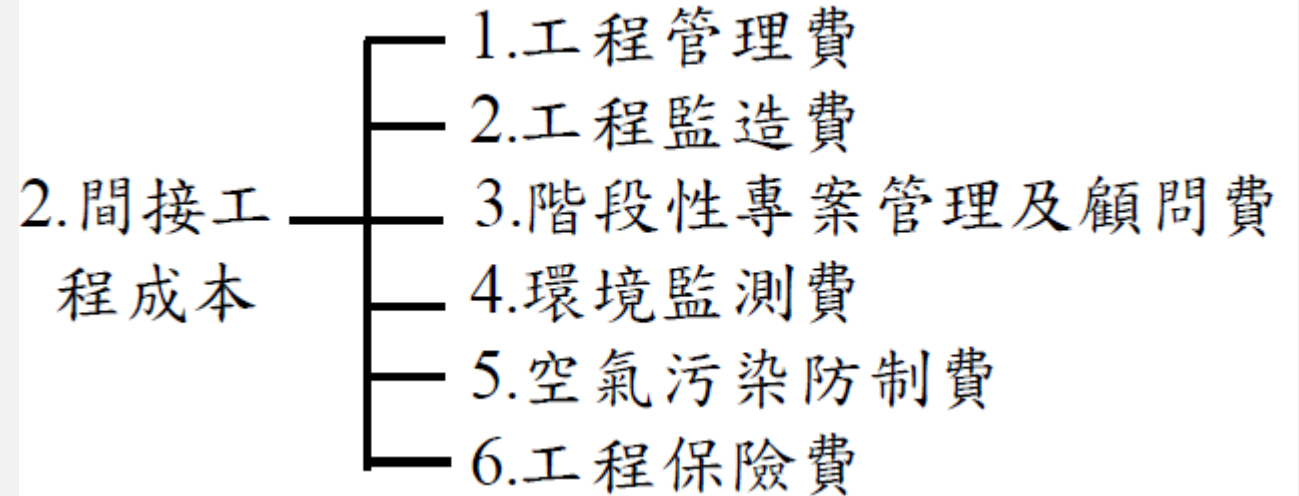 2.間接工
程成本
1.工程管理費
2.工程監造費
3.階段性專案管理及顧問費
4.環境監測費
5.空氣污染防制費
6.工程保險費